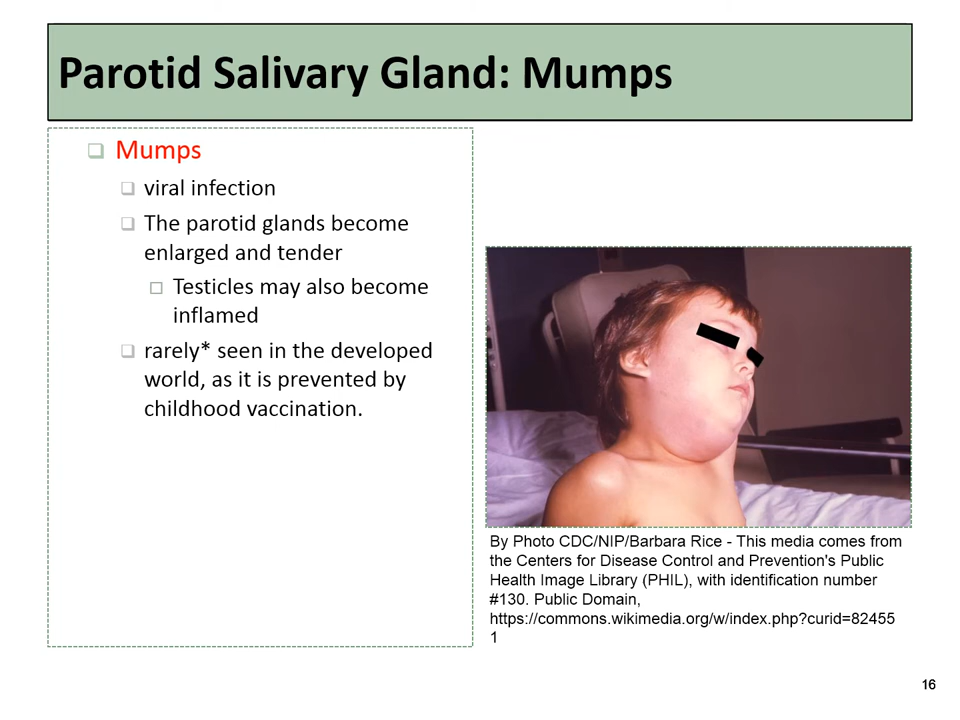 Parotid Salivary Gland: Mumps
Mumps
viral infection
The parotid glands become
enlarged and tender
Testicles may also become
inflamed
rarely* seen in the developed
world, as it is prevented by
childhood vaccination.
By Photo CDC/NIP/Barbara Rice - This media comes from
the Centers for Disease Control and Prevention's Public
Health Image Library (PHIL), with identification number
#130. Public Domain,
https://commons.wikimedia.org/w/index.php?curid=82455
1
16